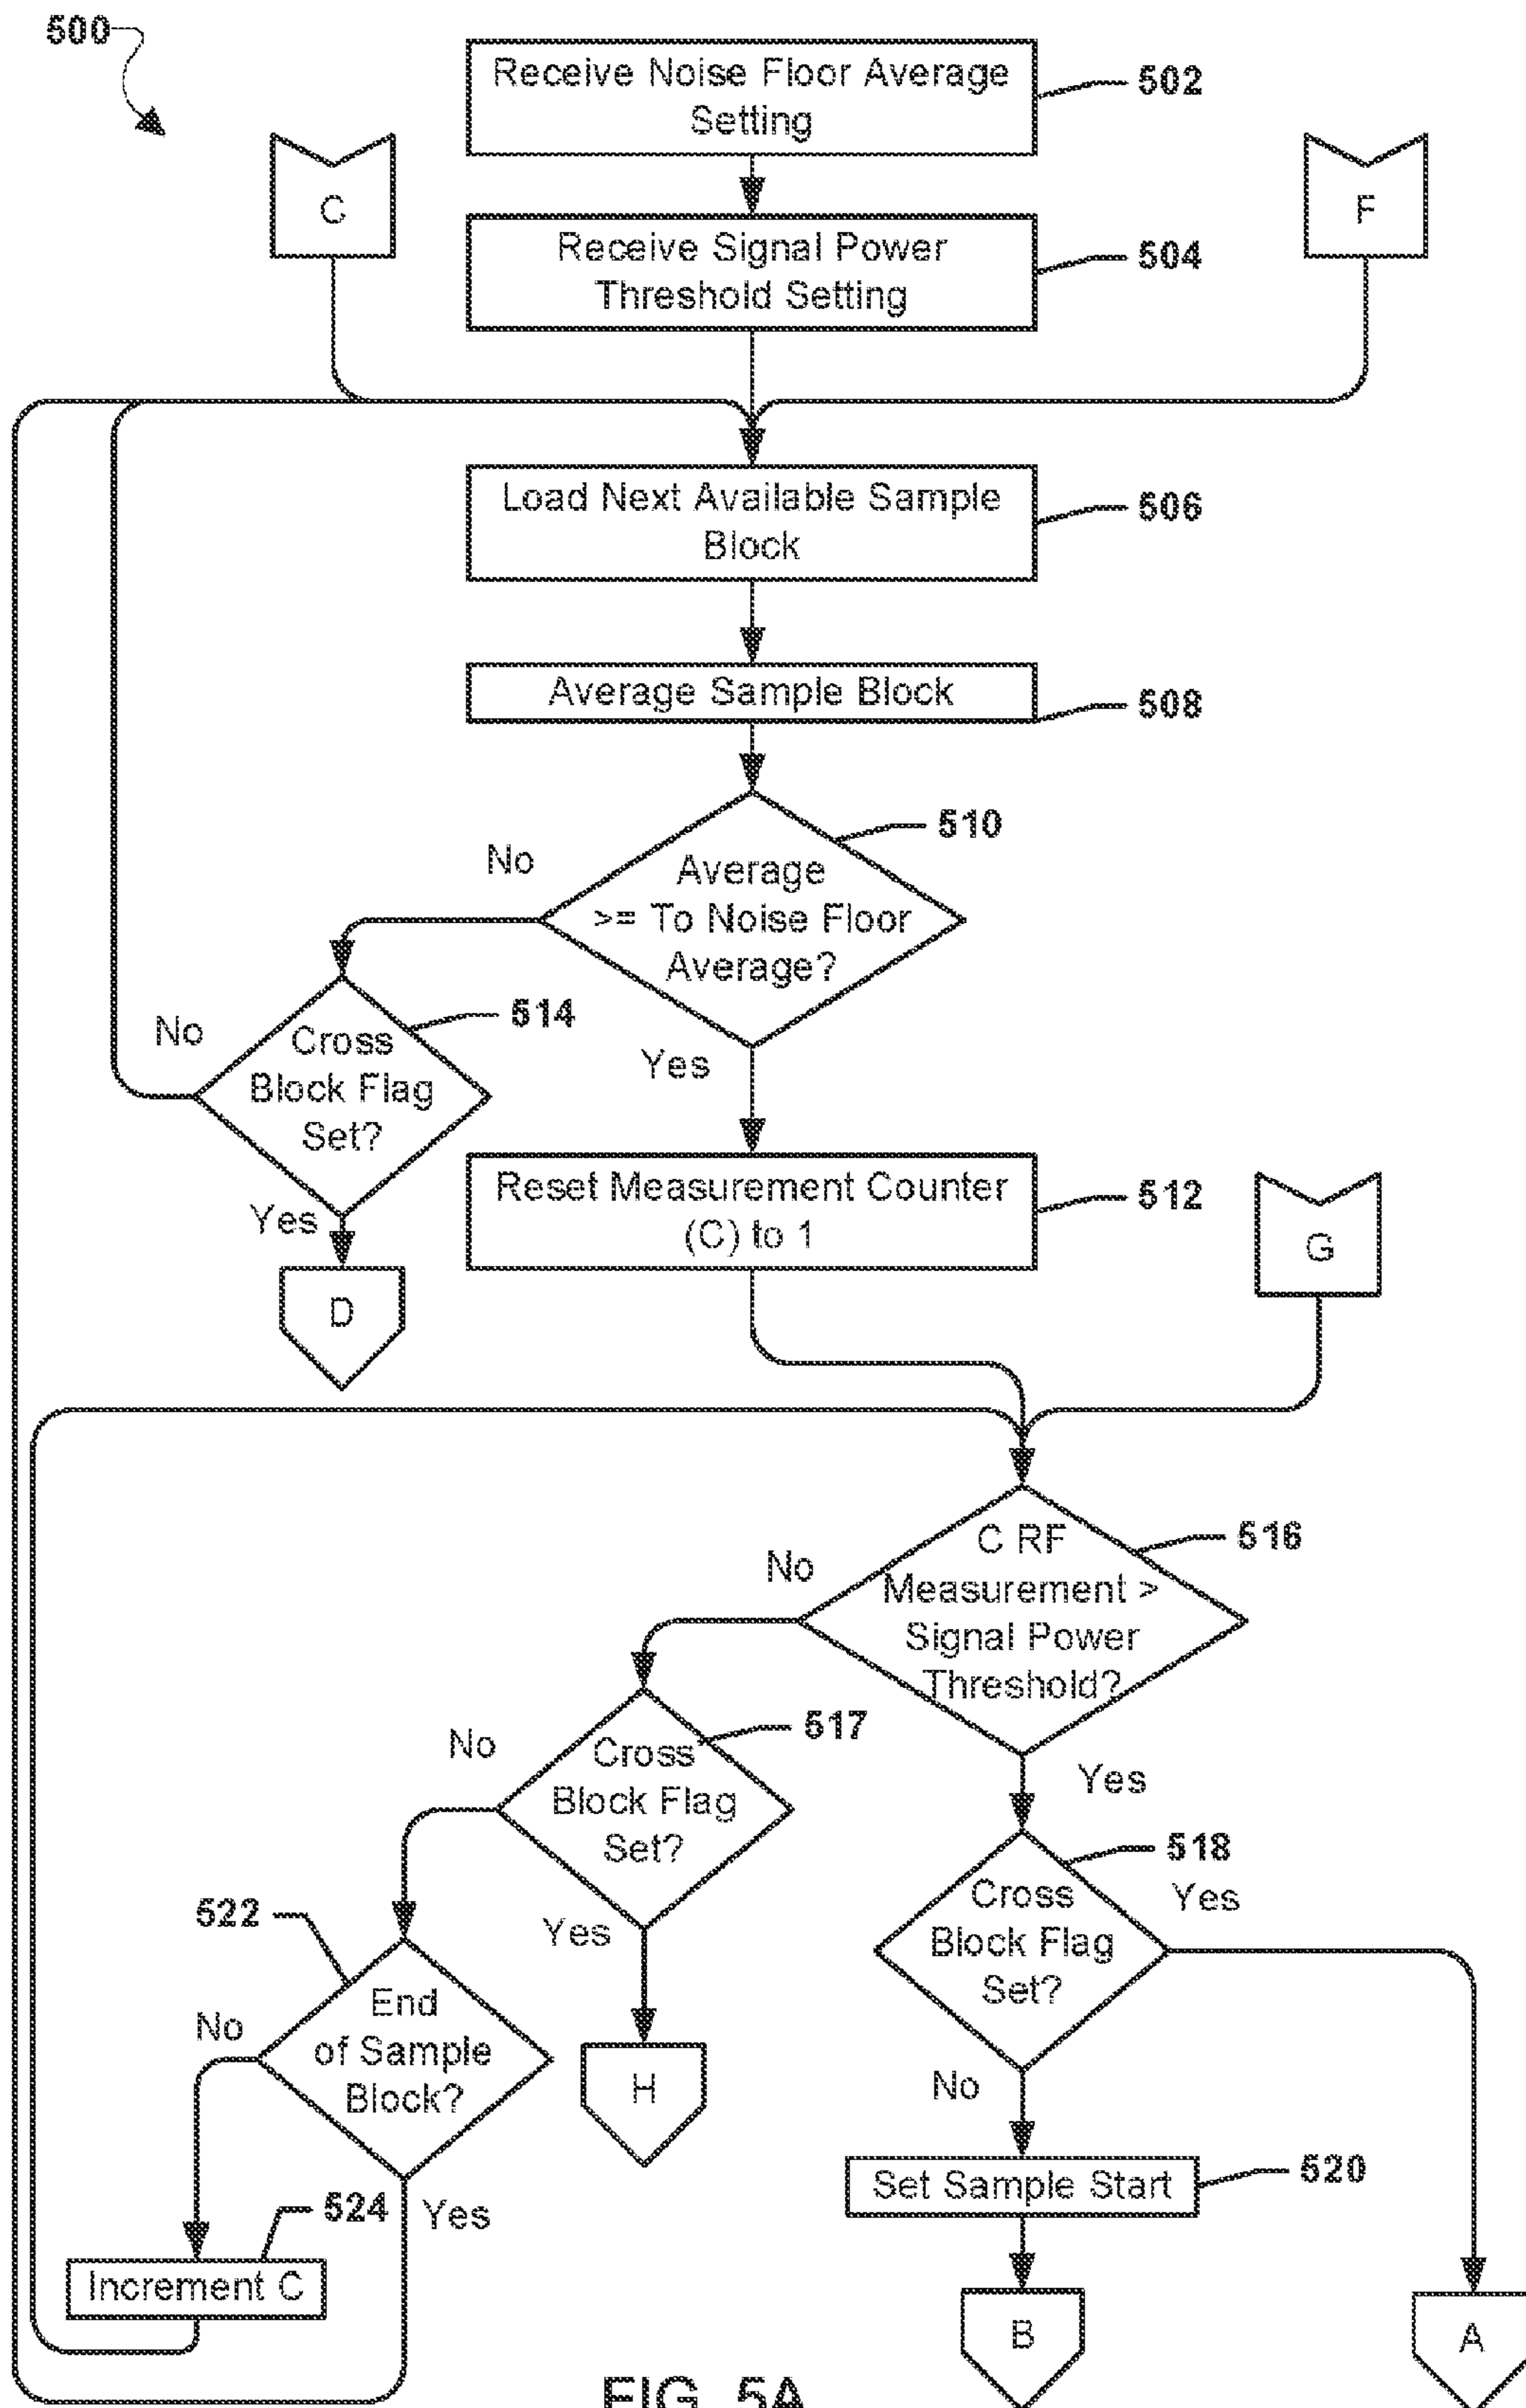 500
Receive Noise Floor Average
Setting
502
C
F
Receive Signal Power
Threshold Setting
504
Load Next Available Sample
Block
506
Average Sample Block
508
510
No
Average
>= To Noise Floor
Average?
514
No
Cross
Block Flag
Set?
Yes
Yes
D
Reset Measurement Counter
(C) to 1
512
G
C RF
Measurement >
Signal Power
Threshold?
516
No
Yes
517
No
Cross
Block Flag
Set?
Yes
518
Yes
Cross
Block Flag
Set?
No
522
No
End
of Sample
Block?
Yes
H
Set Sample Start
520
524
Increment C
B
A
FIG. 5A